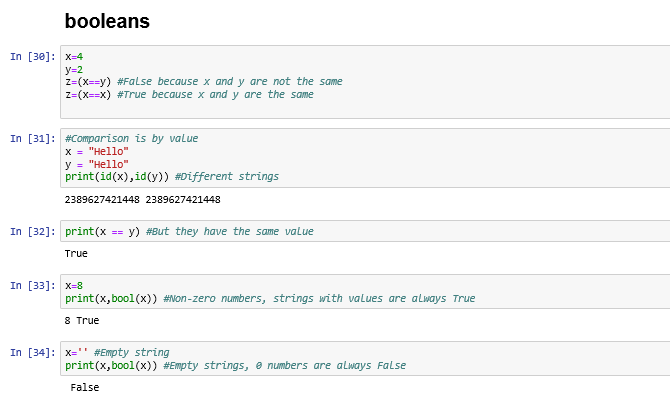 booleans
In [30]: x=4
y=2
z=(x==y) #False because x and y are not the same
z=(x==x) #True because x and y are the same
In [31]: #Comparison is by value
x = "Hello"
y = "Hello"
print(id(x),id(y)) #Different strings
2389627421448 2389627421448
In [32]: print(x == y) #But they have the same value
True
In [33]: x=8
print(x,bool(x)) #Non-zero numbers, strings with values are always True
8 True
In [34]: x='' #Empty string
print(x,bool(x)) #Empty strings, 0 numbers are always False
False